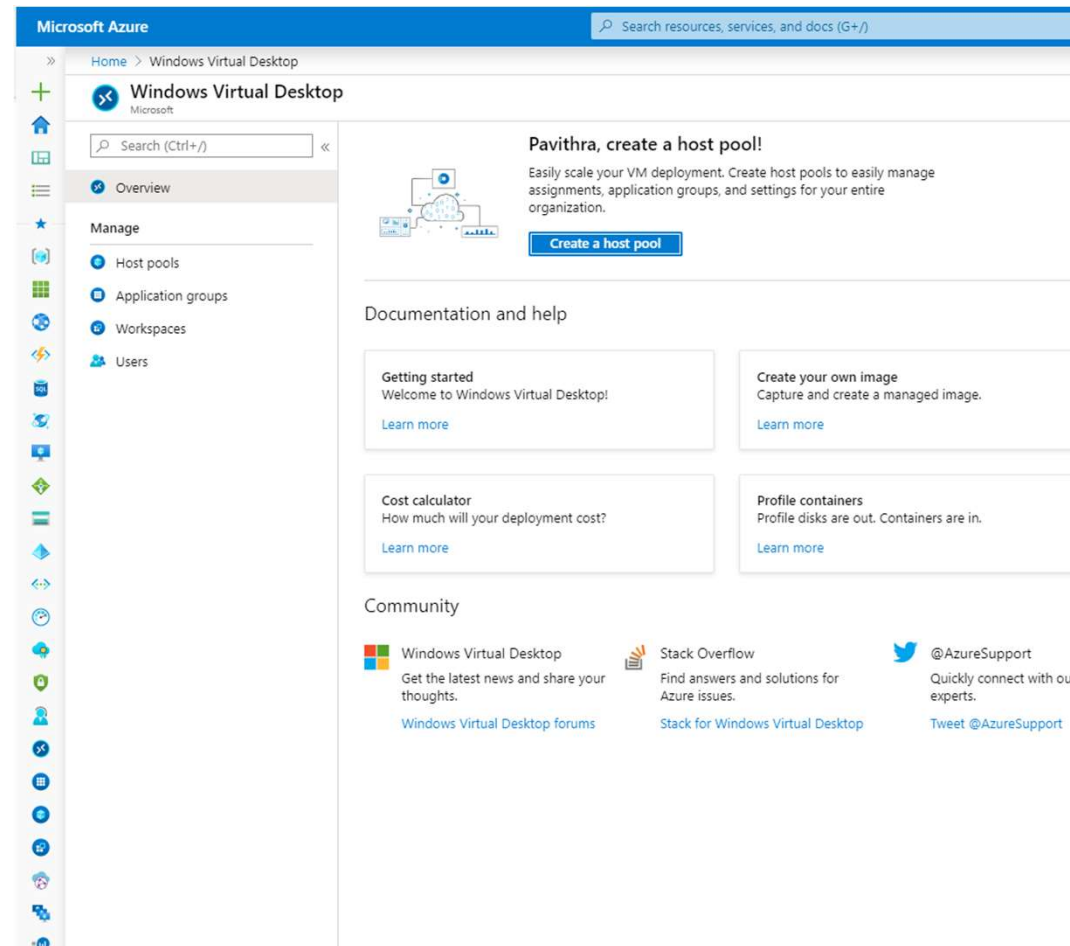 Microsoft Azure
Search resources, services, and docs (G+/)
Home > Windows Virtual Desktop
Windows Virtual Desktop
Microsoft
Search (Ctrl+/)
Overview
Manage
Host pools
Application groups
Workspaces
Users
Pavithra, create a host pool!
Easily scale your VM deployment. Create host pools to easily manage
assignments, application groups, and settings for your entire
organization.
Create a host pool
Documentation and help
Getting started
Welcome to Windows Virtual Desktop!
Learn more
Create your own image
Capture and create a managed image.
Learn more
Cost calculator
How much will your deployment cost?
Learn more
Profile containers
Profile disks are out. Containers are in.
Learn more
Community
Windows Virtual Desktop
Get the latest news and share your
thoughts.
Windows Virtual Desktop forums
Stack Overflow
Find answers and solutions for
Azure issues.
Stack for Windows Virtual Desktop
@AzureSupport
Quickly connect with ou
experts.
Tweet @AzureSupport
SQL